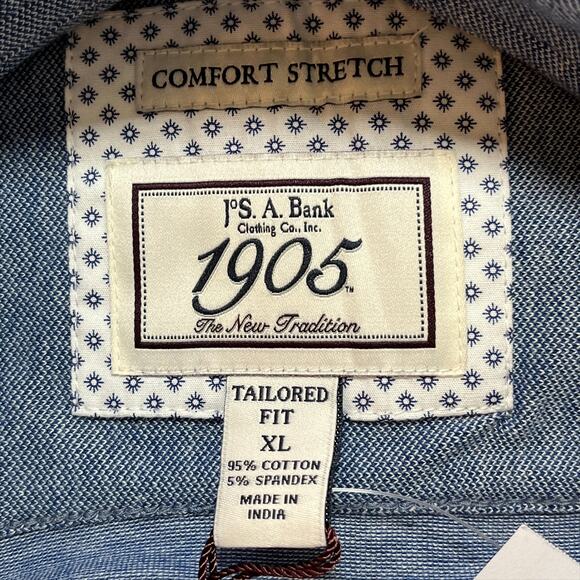 COMFORT STRETCH
JoS. A. Bank
Clothing Co., Inc.
1905 TM
The New Tradition
TAILORED
FIT
XL
95% COTTON
5% SPANDEX
MADE IN
INDIA